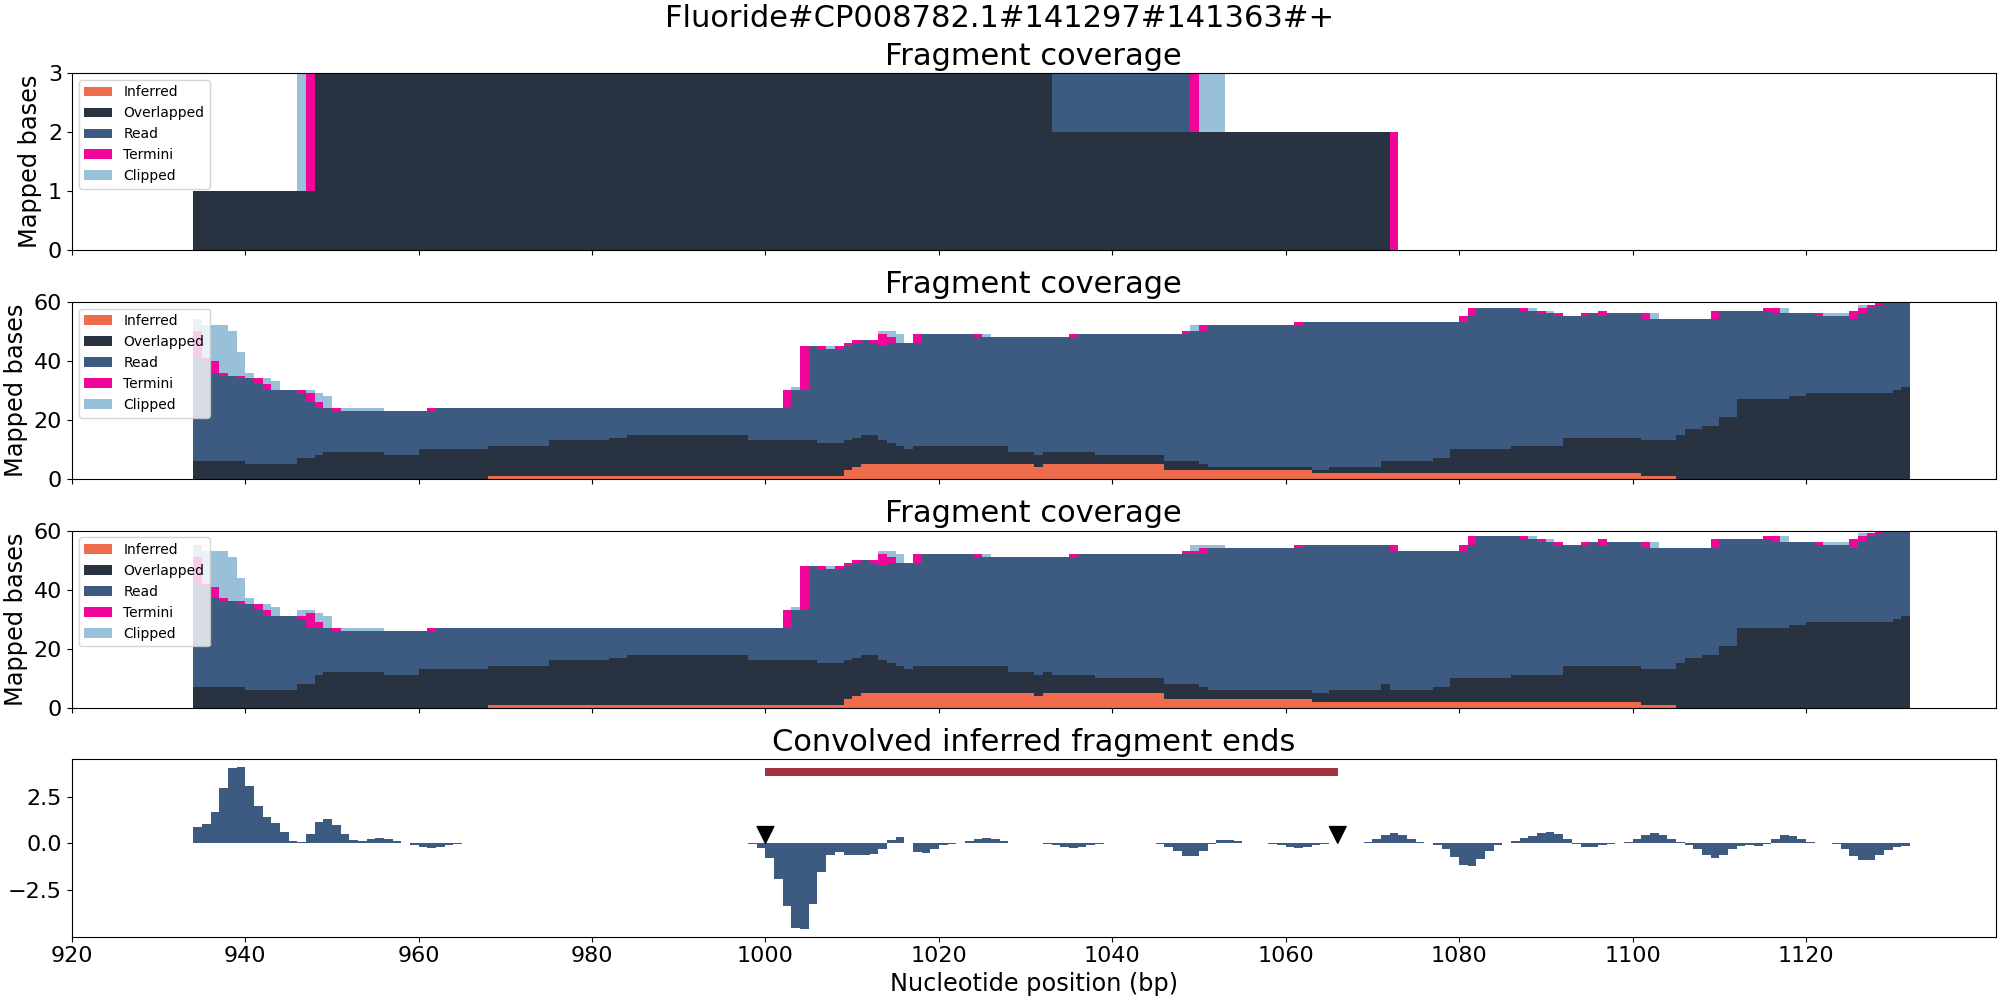 Fluoride#CP008782.1#141297#141363#+
Fragment coverage
Mapped bases
3
2
1
0
Inferred
Overlapped
Read
Termini
Clipped
Fragment coverage
Mapped bases
60
40
20
0
Inferred
Overlapped
Read
Termini
Clipped
Fragment coverage
Mapped bases
60
40
20
0
Inferred
Overlapped
Read
Termini
Clipped
Convolved inferred fragment ends
2.5
0.0
−2.5
920 940 960 980 1000 1020 1040 1060 1080 1100 1120
Nucleotide position (bp)